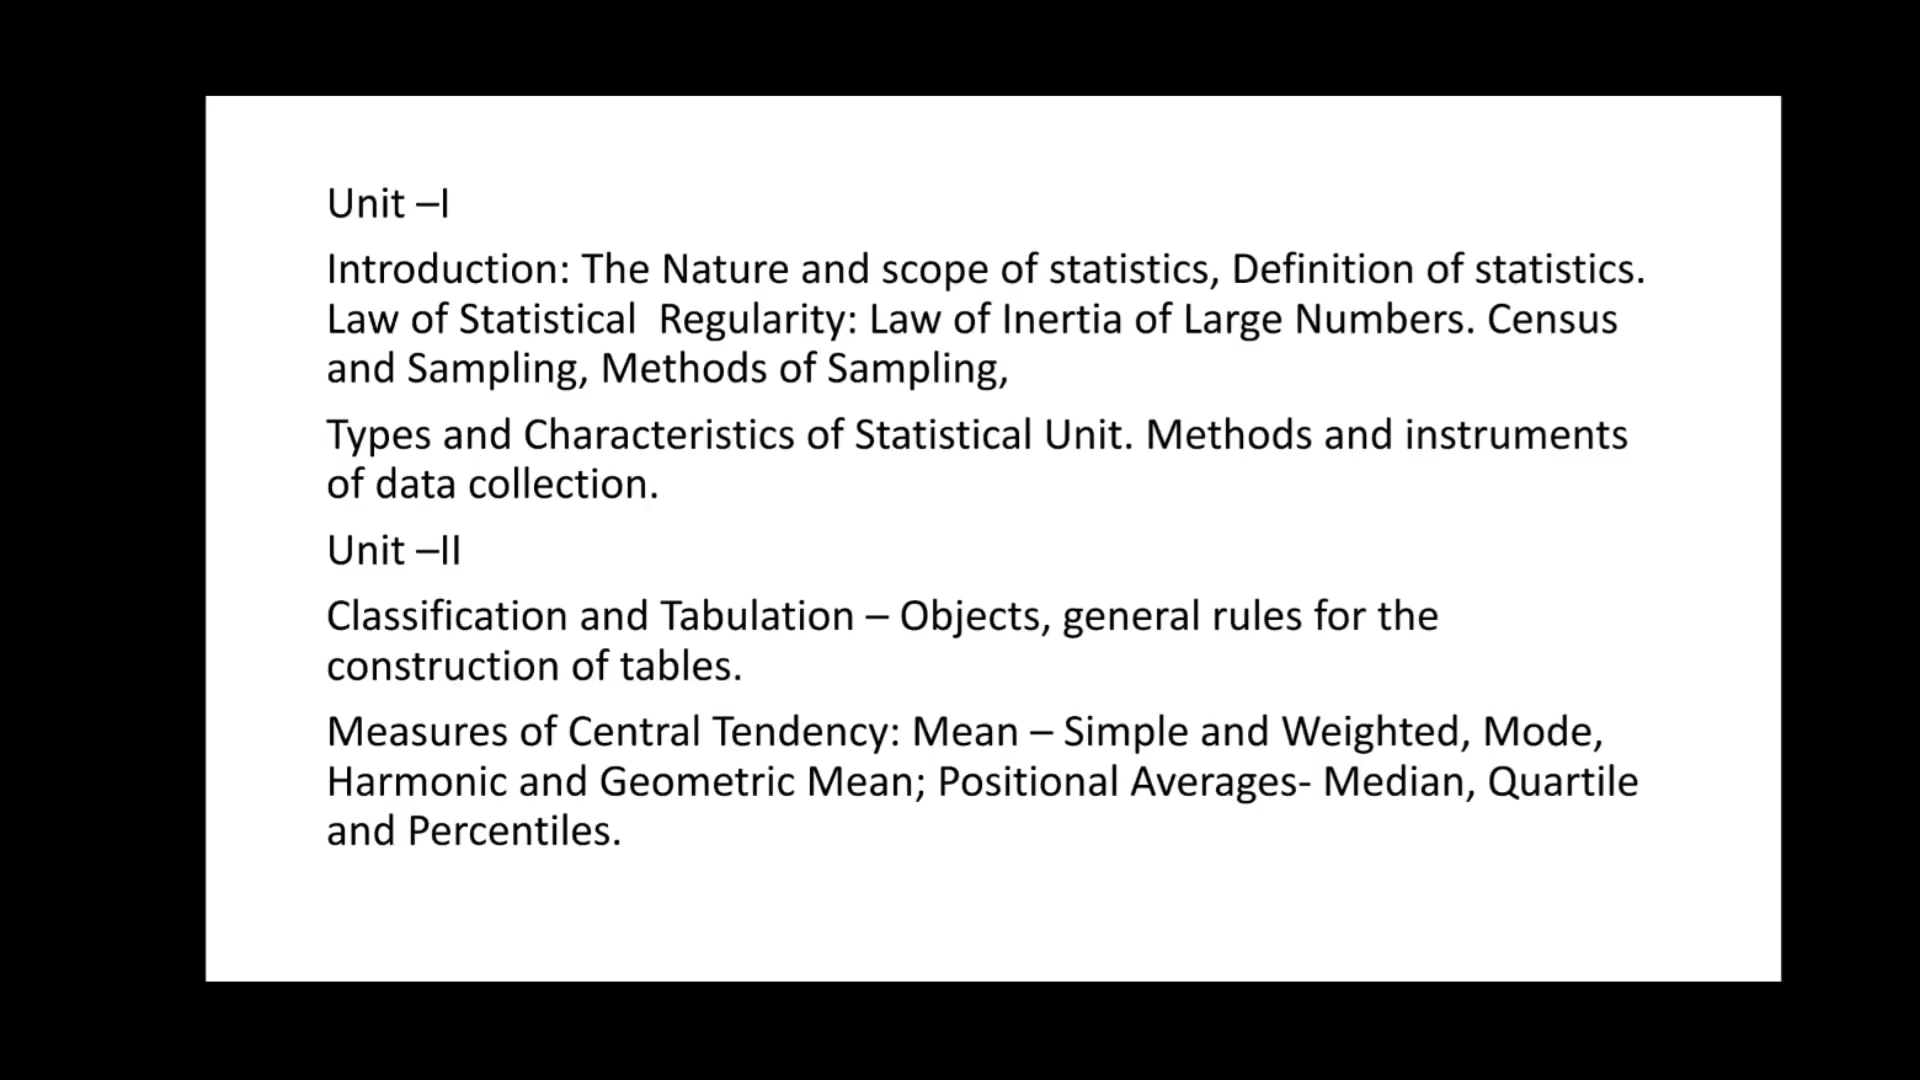 Unit –I
Introduction: The Nature and scope of statistics, Definition of statistics.
Law of Statistical  Regularity: Law of Inertia of Large Numbers. Census
and Sampling, Methods of Sampling,
Types and Characteristics of Statistical Unit. Methods and instruments
of data collection.
Unit –II
Classification and Tabulation – Objects, general rules for the
construction of tables.
Measures of Central Tendency: Mean – Simple and Weighted, Mode,
Harmonic and Geometric Mean; Positional Averages- Median, Quartile
and Percentiles.